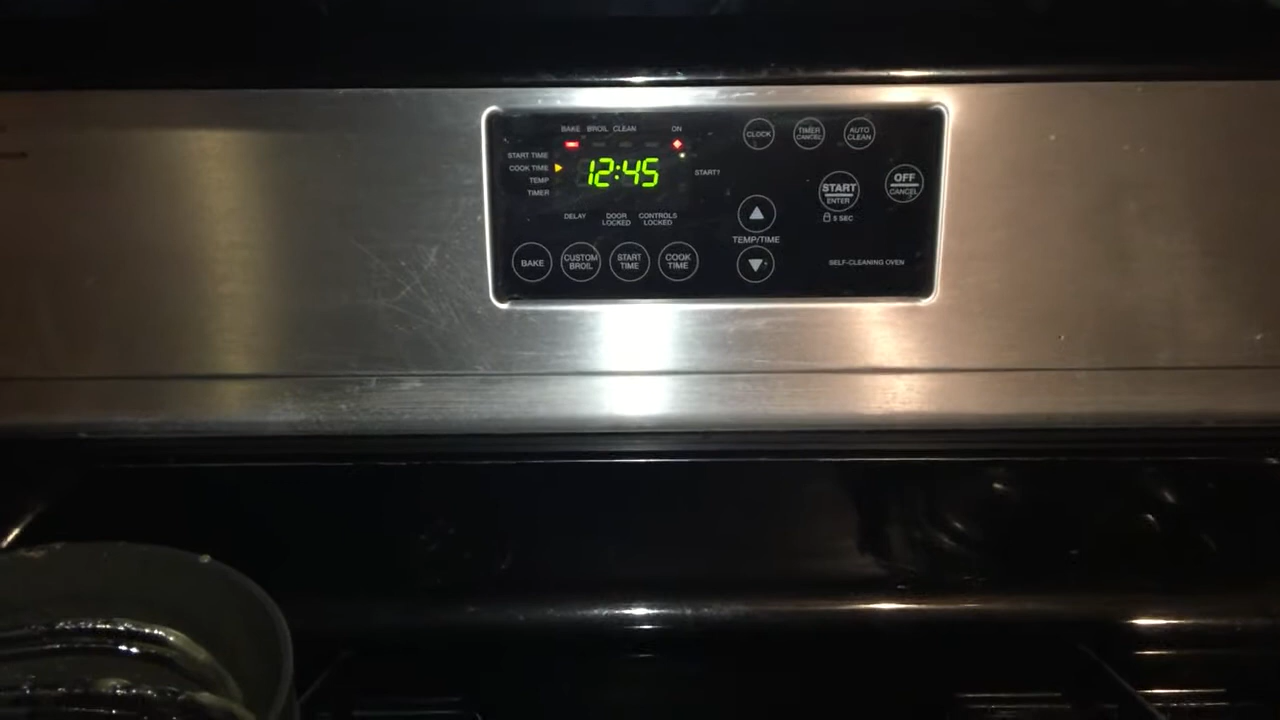 BAKE BROIL CLEAN ON
START TIME
COOK TIME
TEMP
TIMER
12:45
START?
DELAY
DOOR LOCKED
CONTROLS LOCKED
BAKE
CUSTOM BROIL
START TIME
COOK TIME
CLOCK
TIMER CANCEL
AUTO CLEAN
START
ENTER
5 SEC
OFF
CANCEL
TEMP/TIME
SELF-CLEANING OVEN